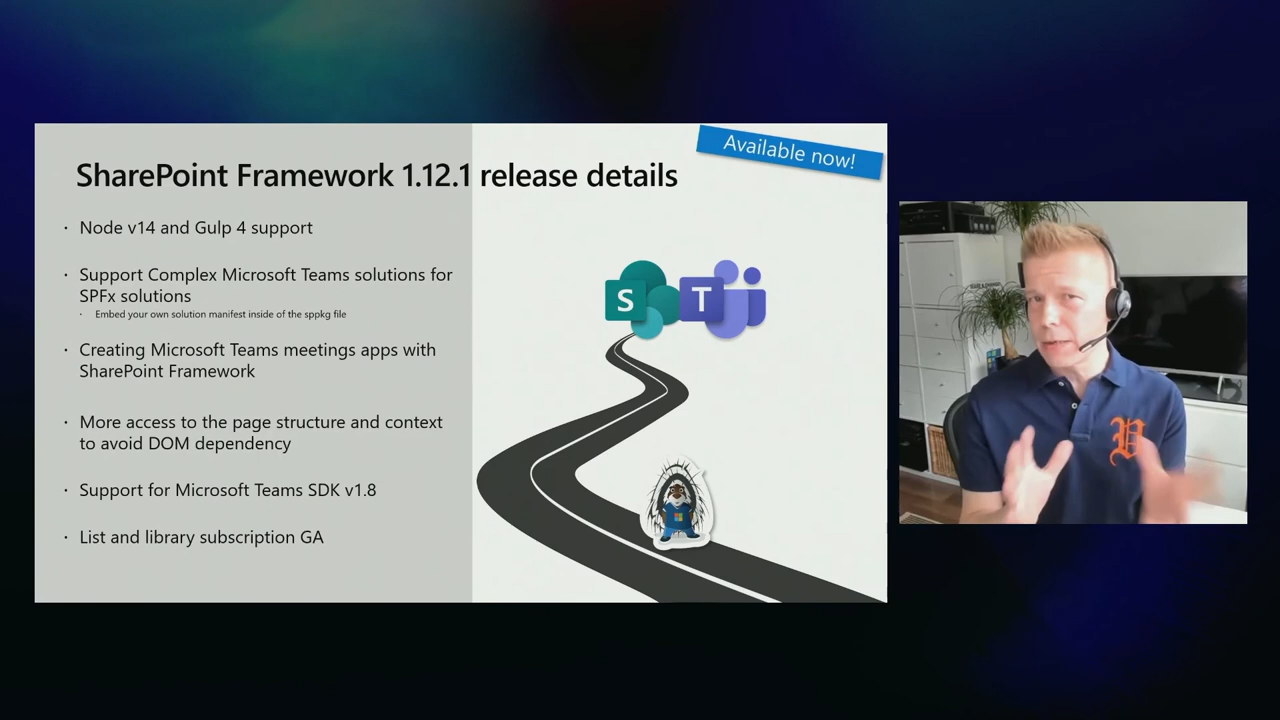 Available now!
SharePoint Framework 1.12.1 release details
· Node v14 and Gulp 4 support
· Support Complex Microsoft Teams solutions for
SPFx solutions
· Embed your own solution manifest inside of the sppkg file
· Creating Microsoft Teams meetings apps with
SharePoint Framework
· More access to the page structure and context
to avoid DOM dependency
· Support for Microsoft Teams SDK v1.8
· List and library subscription GA
S
T